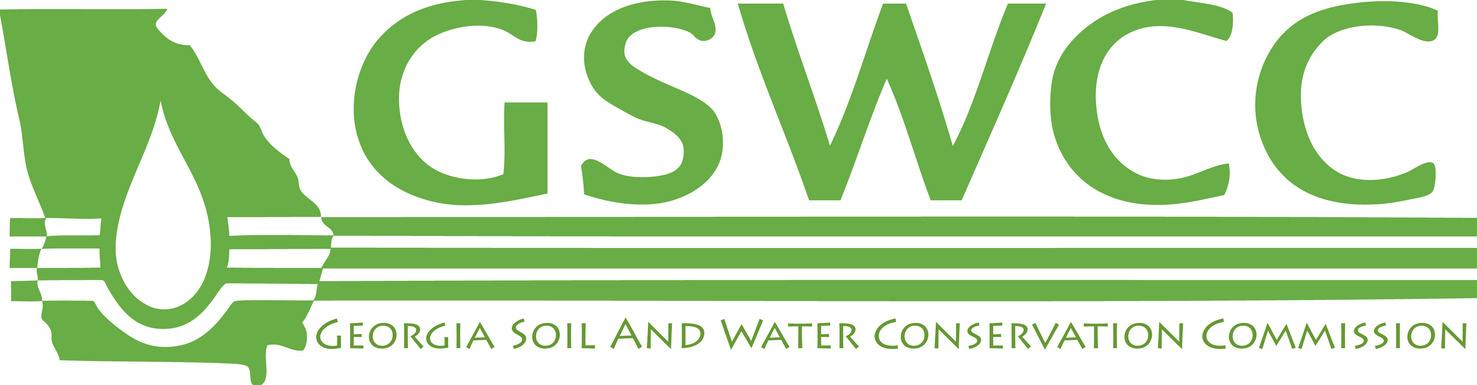 GSWCC
Georgia Soil And Water Conservation Commission